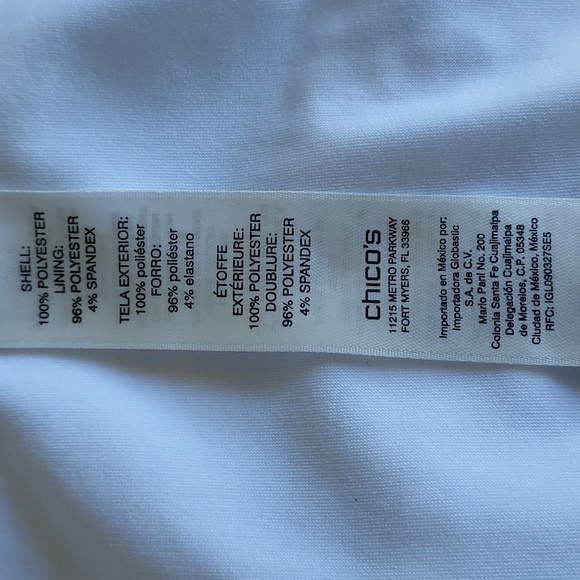 SHELL:
100% POLYESTER
LINING:
96% POLYESTER
4% SPANDEX
TELA EXTERIOR:
100% poliéster
FORRO:
96% poliéster
4% elastano
ÉTOFFE
EXTÉRIEURE:
100% POLYESTER
DOUBLURE:
96% POLYESTER
4% SPANDEX
chico's
11215 METRO PARKWAY
FORT MYERS, FL 33966
Importado en México por:
Importadora Globastic
S.A. de C.V.
Mario Pani No. 200
Colonia Santa Fe Cuajimalpa
Delegación Cuajimalpa
de Morelos, C.P. 05348
Ciudad de México, México
RFC: IGL090327SE5